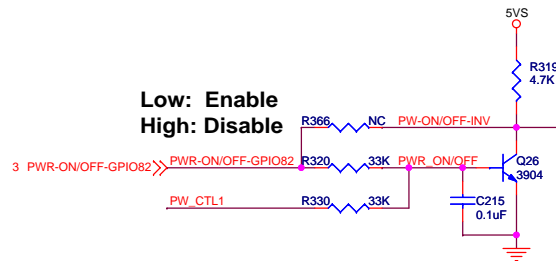 5VS
R319
4.7K
Low: Enable
High: Disable
R366 NC PW-ON/OFF-INV
3 PWR-ON/OFF-GPIO82 PWR-ON/OFF-GPIO82 R320 33K PWR_ON/OFF Q26
3904
PW_CTL1 R330 33K C215
0.1uF